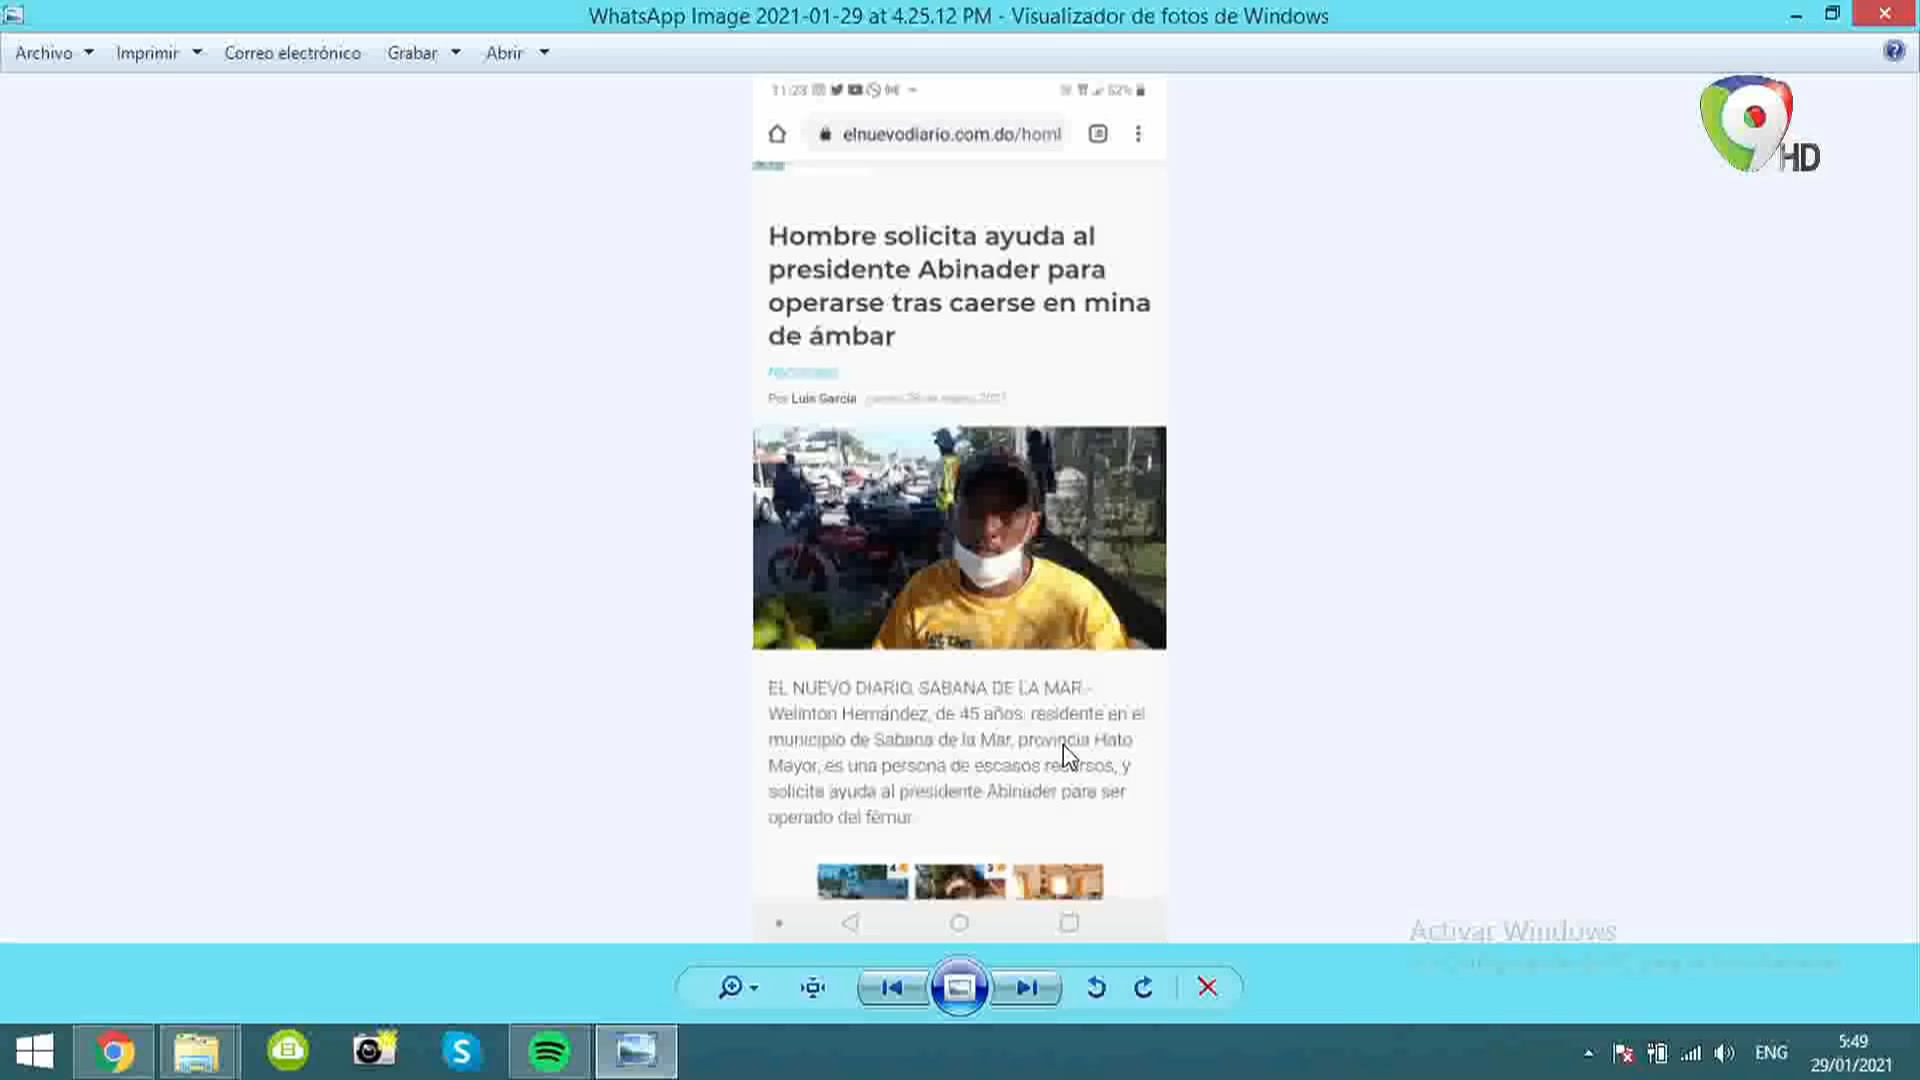 WhatsApp Image 2021-01-29 at 4.25.12 PM - Visualizador de fotos de Windows
Archivo Imprimir Correo electrónico Grabar Abrir
9 HD
11:23 52%
elnuevodiario.com.do/homl
Hombre solicita ayuda al
presidente Abinader para
operarse tras caerse en mina
de ámbar
Por Luis García
EL NUEVO DIARIO, SABANA DE LA MAR.-
Welinton Hernández, de 45 años, residente en el
municipio de Sabana de la Mar, provincia Hato
Mayor, es una persona de escasos recursos, y
solicita ayuda al presidente Abinader para ser
operado del fémur.
Activar Windows
ENG
5:49
29/01/2021